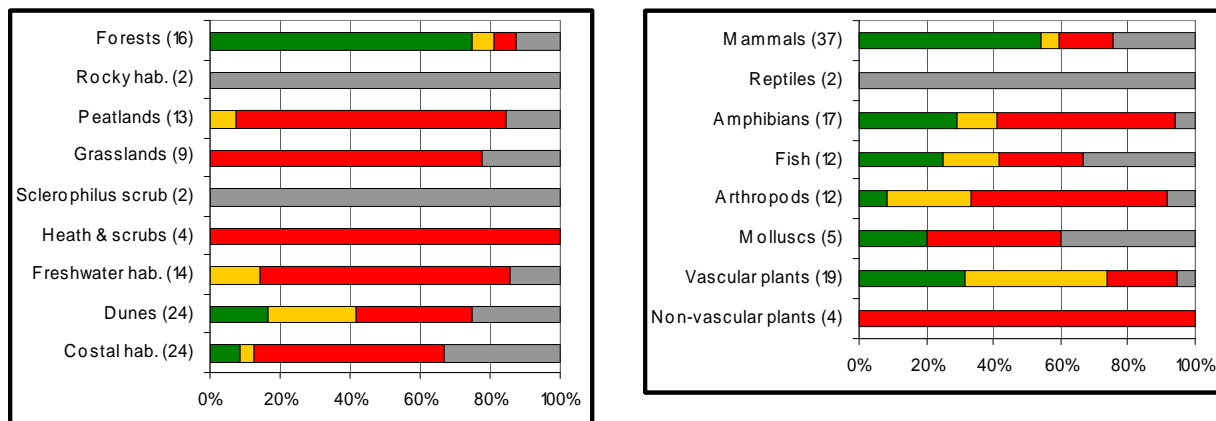 Forests (16)
Rocky hab. (2)
Peatlands (13)
Grasslands (9)
Sclerophilus scrub (2)
Heath & scrubs (4)
Freshwater hab. (14)
Dunes (24)
Costal hab. (24)
0% 20% 40% 60% 80% 100%
Mammals (37)
Reptiles (2)
Amphibians (17)
Fish (12)
Arthropods (12)
Molluscs (5)
Vascular plants (19)
Non-vascular plants (4)
0% 20% 40% 60% 80% 100%